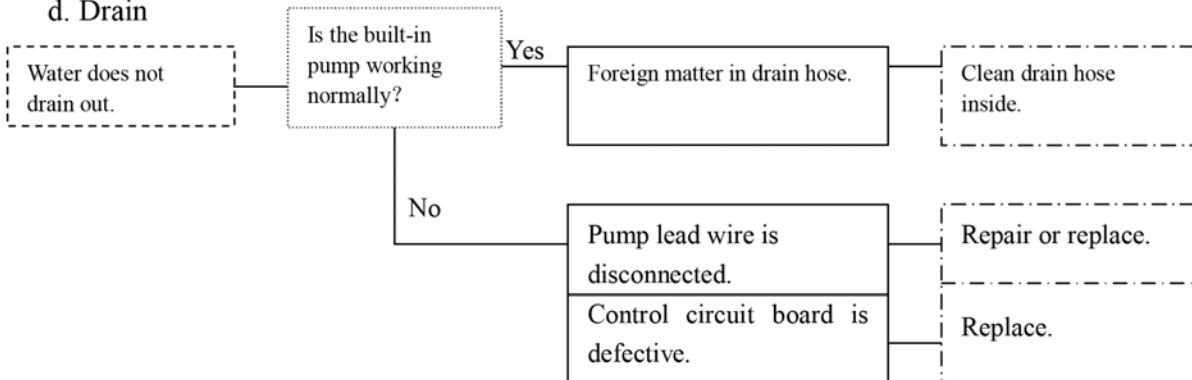 d. Drain
Water does not
drain out.
Is the built-in
pump working
normally?
Yes
Foreign matter in drain hose.
Clean drain hose
inside.
No
Pump lead wire is
disconnected.
Repair or replace.
Control circuit board is
defective.
Replace.